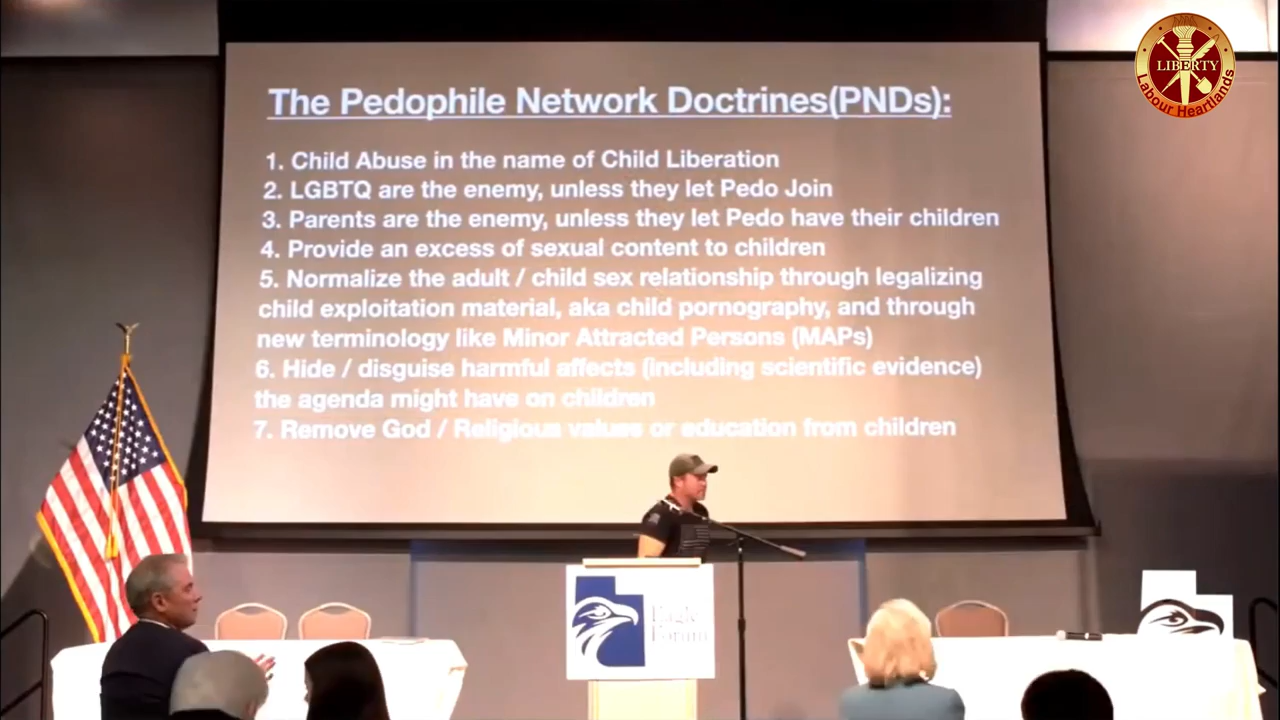 LIBERTY
Labour Heartlands
The Pedophile Network Doctrines(PNDs):
1. Child Abuse in the name of Child Liberation
2. LGBTQ are the enemy, unless they let Pedo Join
3. Parents are the enemy, unless they let Pedo have their children
4. Provide an excess of sexual content to children
5. Normalize the adult / child sex relationship through legalizing
child exploitation material, aka child pornography, and through
new terminology like Minor Attracted Persons (MAPs)
6. Hide / disguise harmful affects (including scientific evidence)
the agenda might have on children
7. Remove God / Religious values or education from children
Eagle
Forum